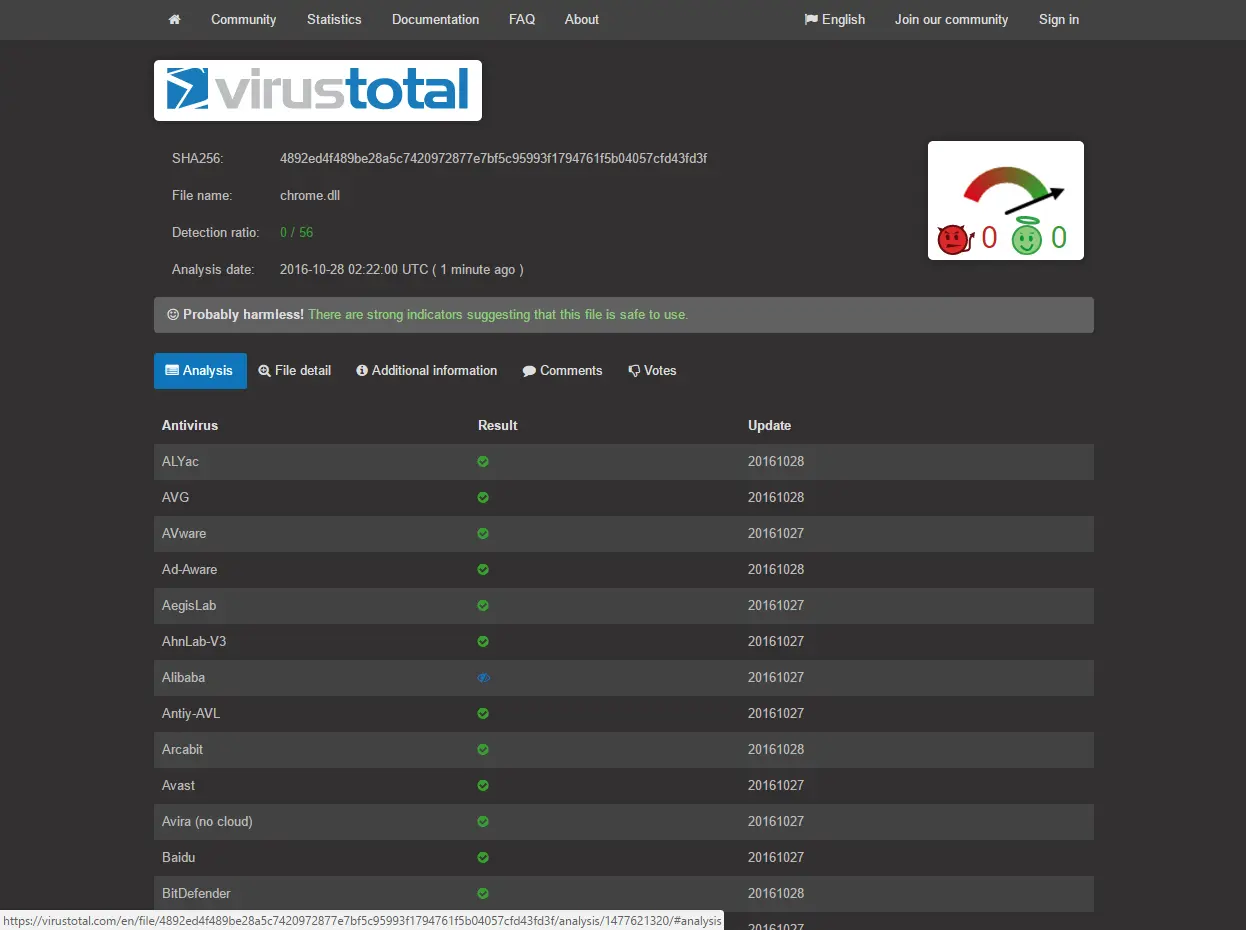 Community Statistics Documentation FAQ About English Join our community Sign in
virustotal
SHA256: 4892ed4f489be28a5c7420972877e7bf5c95993f1794761f5b04057cfd43fd3f
File name: chrome.dll
Detection ratio: 0 / 56
0 0
Analysis date: 2016-10-28 02:22:00 UTC ( 1 minute ago )
Probably harmless! There are strong indicators suggesting that this file is safe to use.
Analysis File detail Additional information Comments Votes
Antivirus Result Update
ALYac 20161028
AVG 20161028
AVware 20161027
Ad-Aware 20161028
AegisLab 20161027
AhnLab-V3 20161027
Alibaba 20161027
Antiy-AVL 20161027
Arcabit 20161028
Avast 20161027
Avira (no cloud) 20161027
Baidu 20161027
BitDefender 20161028
https://virustotal.com/en/file/4892ed4f489be28a5c7420972877e7bf5c95993f1794761f5b04057cfd43fd3f/analysis/1477621320/#analysis 20161027